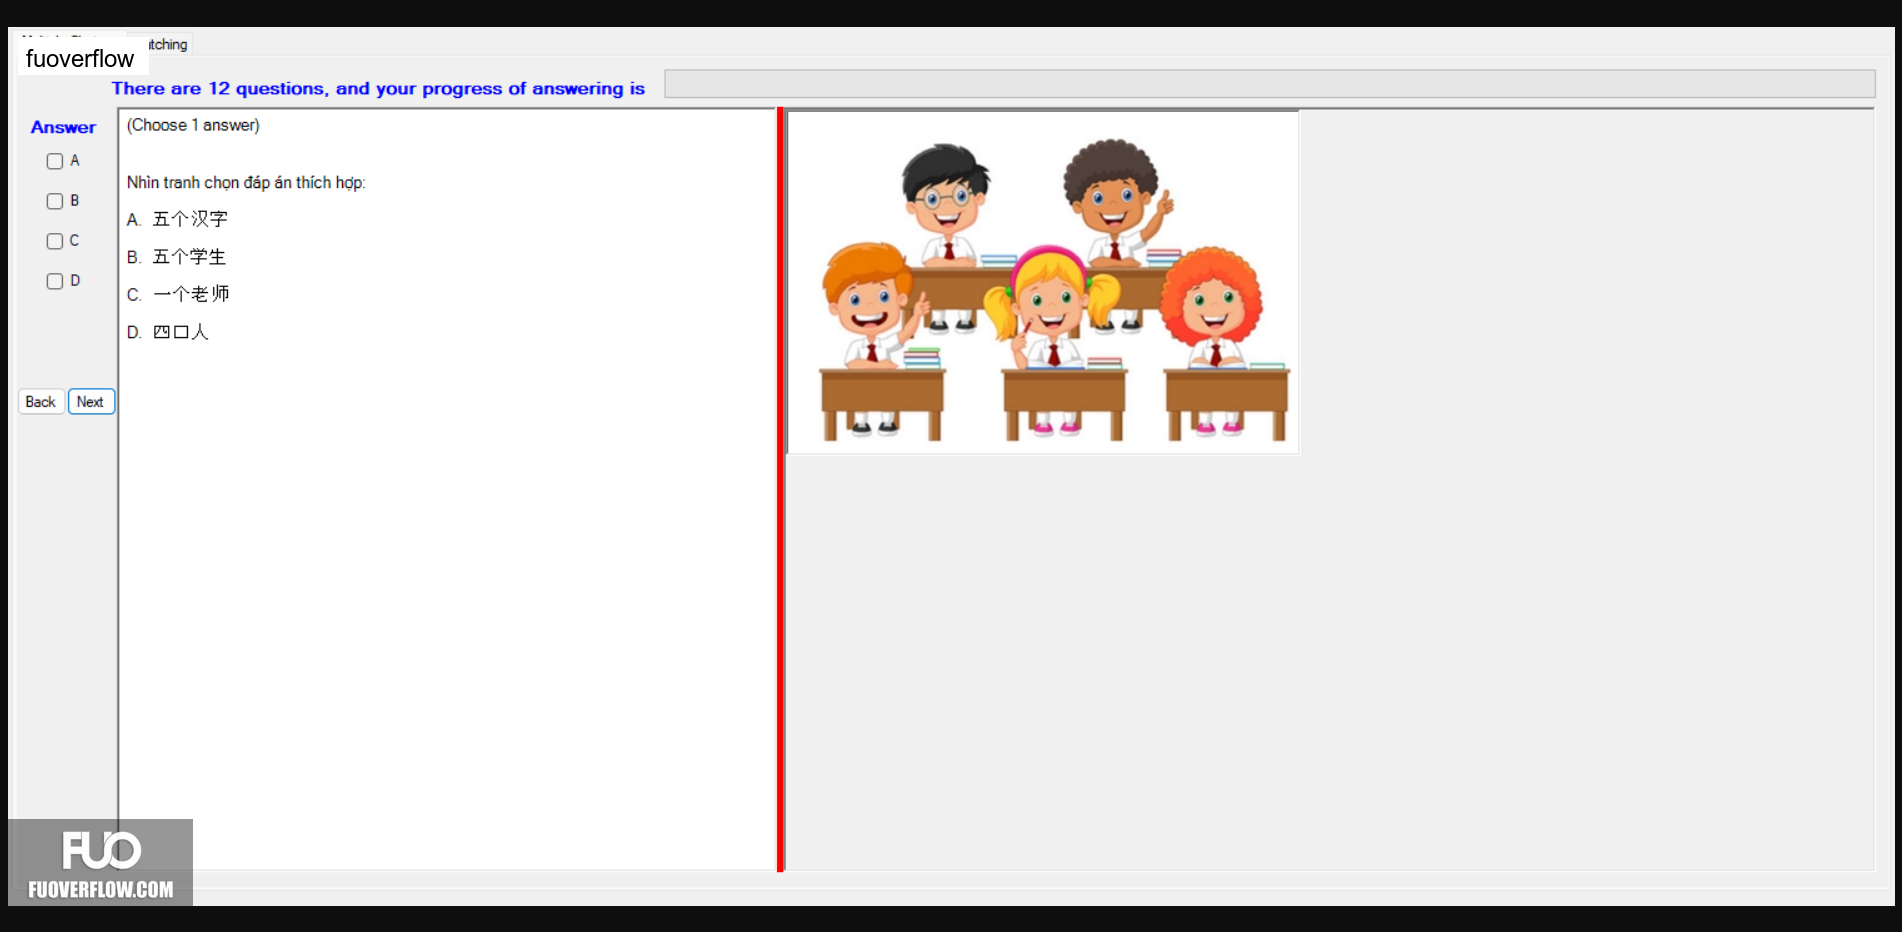 tching
fuoverflow
There are 12 questions, and your progress of answering is
Answer
A
B
C
D
Back
Next
(Choose 1 answer)
Nhìn tranh chọn đáp án thích hợp:
A. 五个汉字
B. 五个学生
C. 一个老师
D. 四口人
FUO
FUOVERFLOW.COM